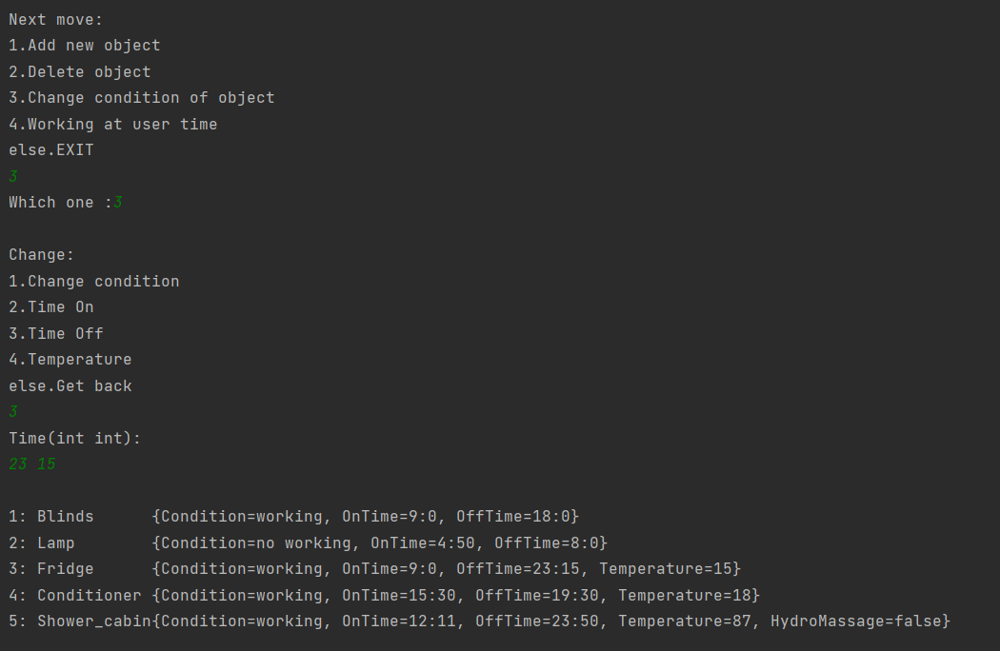 Next move:
1.Add new object
2.Delete object
3.Change condition of object
4.Working at user time
else.EXIT
3
Which one :3
Change:
1.Change condition
2.Time On
3.Time Off
4.Temperature
else.Get back
3
Time(int int):
23 15
1: Blinds      {Condition=working, OnTime=9:0, OffTime=18:0}
2: Lamp        {Condition=no working, OnTime=4:50, OffTime=8:0}
3: Fridge      {Condition=working, OnTime=9:0, OffTime=23:15, Temperature=15}
4: Conditioner {Condition=working, OnTime=15:30, OffTime=19:30, Temperature=18}
5: Shower_cabin{Condition=working, OnTime=12:11, OffTime=23:50, Temperature=87, HydroMassage=false}